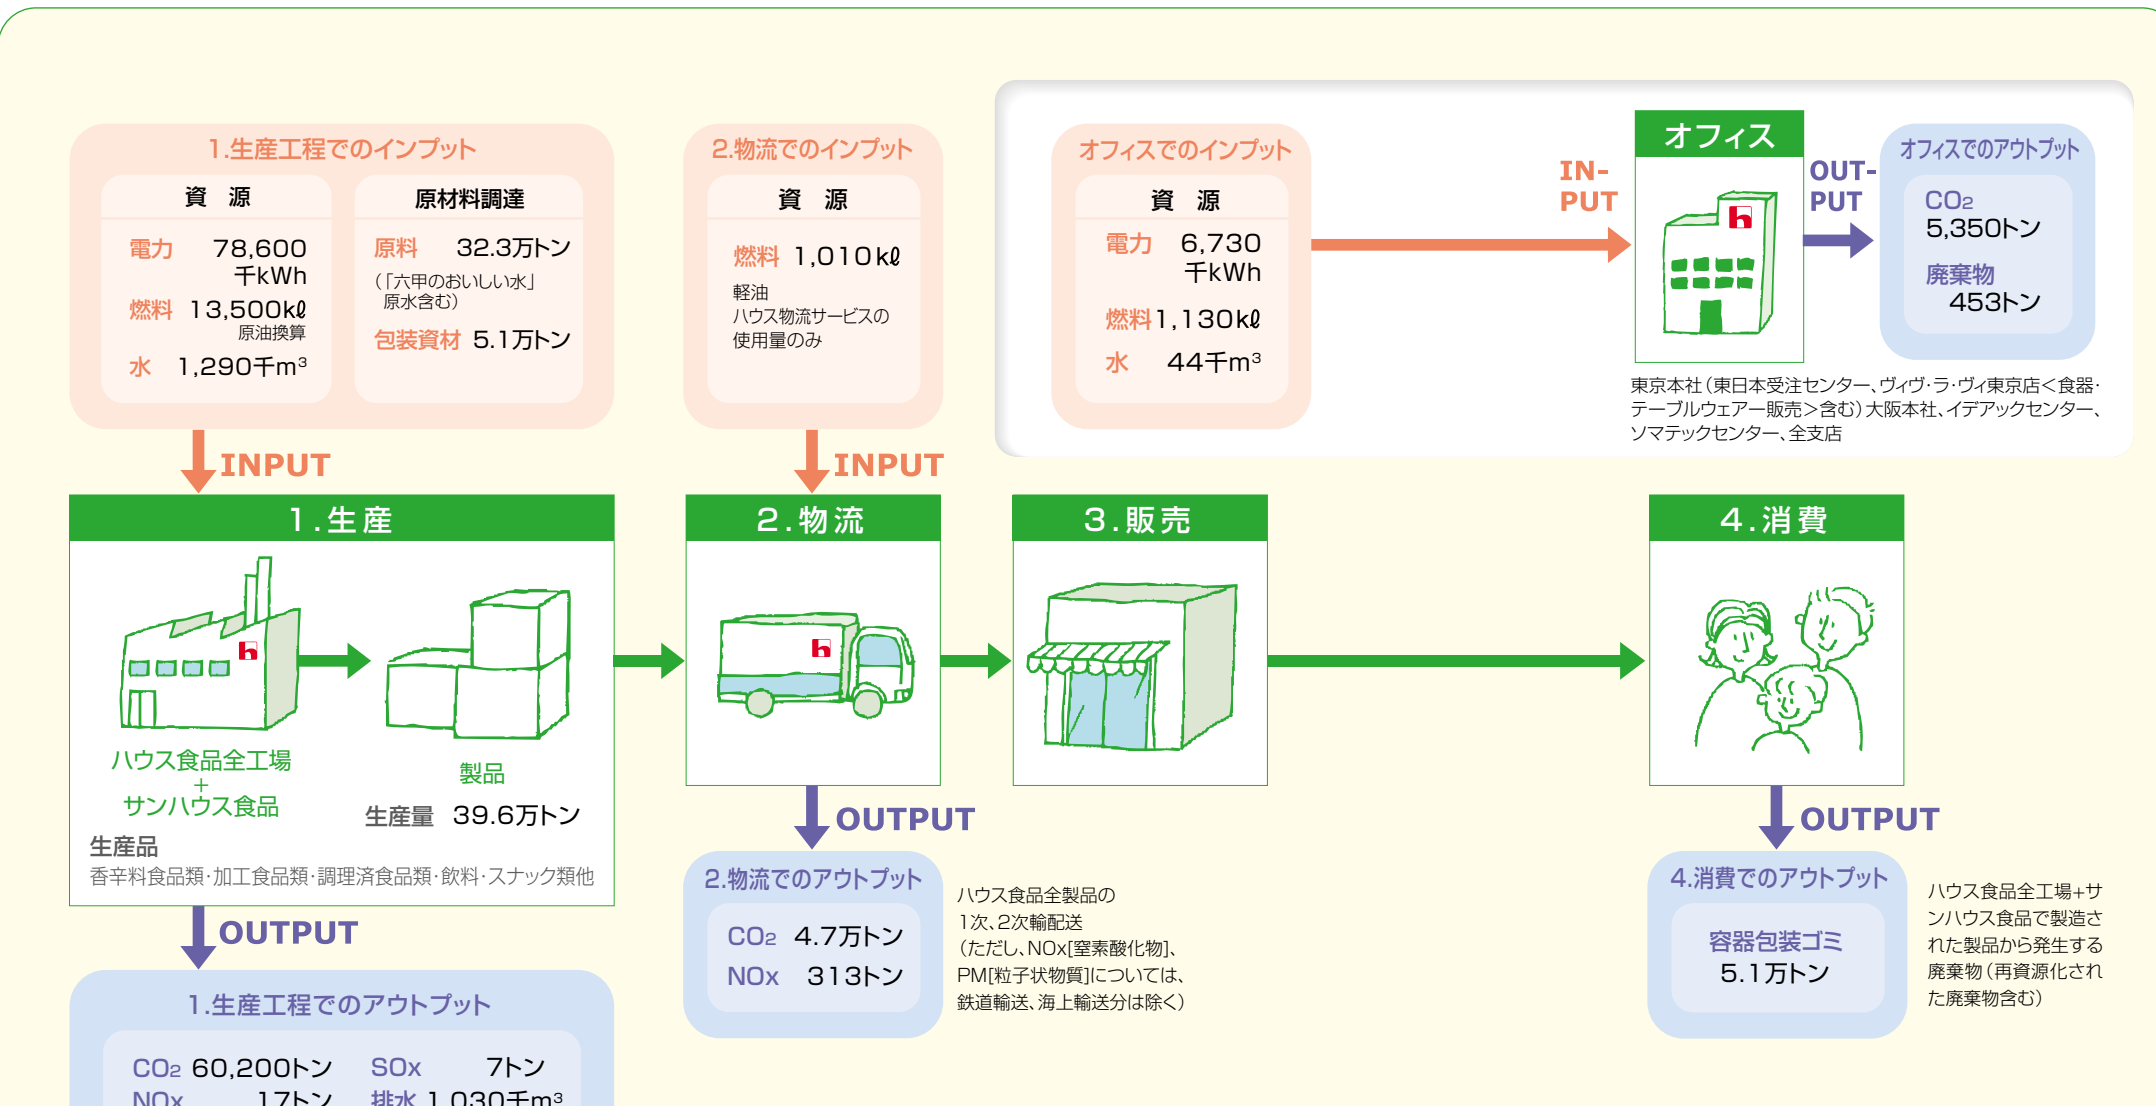 1.生産工程でのインプット
資 源
電力 78,600
千kWh
燃料 13,500kℓ
原油換算
水 1,290千m³
原材料調達
原料 32.3万トン
(「六甲のおいしい水」
原水含む)
包装資材 5.1万トン
INPUT
2.物流でのインプット
資 源
燃料 1,010kℓ
軽油
ハウス物流サービスの
使用量のみ
INPUT
オフィスでのインプット
資 源
電力 6,730
千kWh
燃料 1,130kℓ
水 44千m³
IN-
PUT
オフィス
h
OUT-
PUT
オフィスでのアウトプット
CO₂
5,350トン
廃棄物
453トン
東京本社(東日本受注センター、ヴィヴ・ラ・ヴィ東京店<食器・
テーブルウェアー販売>含む)大阪本社、イデアックセンター、
ソマテックセンター、全支店
1.生産
h
ハウス食品全工場
+
サンハウス食品
製品
生産量 39.6万トン
生産品
香辛料食品類・加工食品類・調理済食品類・飲料・スナック類他
2.物流
h
3.販売
4.消費
OUTPUT
1.生産工程でのアウトプット
CO₂ 60,200トン SOx 7トン
NOx 17トン 排水 1,030千m³
OUTPUT
2.物流でのアウトプット
CO₂ 4.7万トン
NOx 313トン
ハウス食品全製品の
1次、2次輸配送
(ただし、NOx[窒素酸化物]、
PM[粒子状物質]については、
鉄道輸送、海上輸送分は除く)
OUTPUT
4.消費でのアウトプット
容器包装ゴミ
5.1万トン
ハウス食品全工場+サ
ンハウス食品で製造さ
れた製品から発生する
廃棄物(再資源化され
た廃棄物含む)